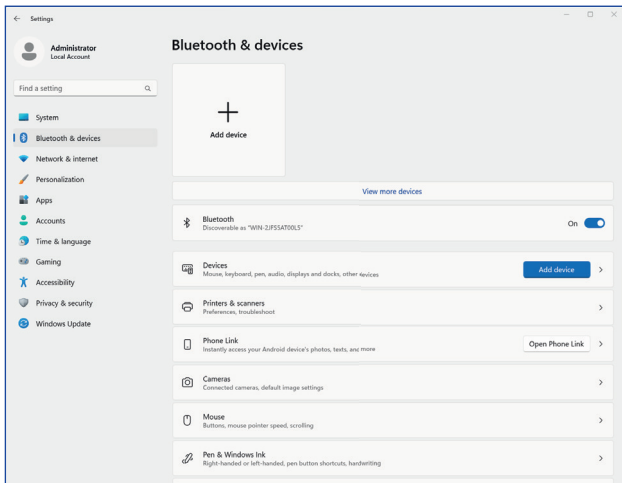 Settings
Administrator
Local Account
Find a setting
System
Bluetooth & devices
Network & internet
Personalization
Apps
Accounts
Time & language
Gaming
Accessibility
Privacy & security
Windows Update
Bluetooth & devices
Add device
View more devices
Bluetooth
Discoverable as "WIN-2JFSSAT00LS"
On
Devices
Mouse, keyboard, pen, audio, displays and docks, other devices
Add device
Printers & scanners
Preferences, troubleshoot
Phone Link
Instantly access your Android device's photos, texts, and more
Open Phone Link
Cameras
Connected cameras, default image settings
Mouse
Buttons, mouse pointer speed, scrolling
Pen & Windows Ink
Right-handed or left-handed, pen button shortcuts, handwriting